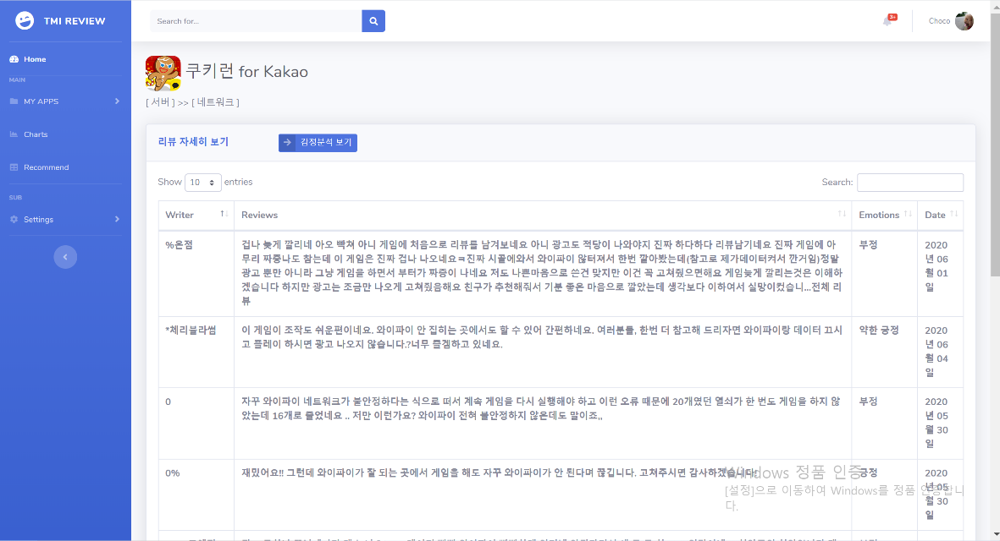 TMI REVIEW
Search for...
3+
Choco
Home
MAIN
MY APPS
Charts
Recommend
SUB
Settings
쿠키런 for Kakao
[ 서버 ] >> [ 네트워크 ]
리뷰 자세히 보기
감정분석 보기
Show 10 entries
Search:
Writer Reviews Emotions Date
%온점
겁나 늦게 깔리네 아오 빡쳐 아니 게임에 처음으로 리뷰를 남겨보네요 아니 광고도 적당이 나와야지 진짜 하다하다 리뷰남기네요 진짜 게임에 아
무리 짜증나도 참는데 이 게임은 진짜 겁나 나오네요ㅋ진짜 시골에와서 와이파이 않터져서 한번 깔아봤는데(참고로 제가데이터켜서 깐거임)정말
광고 뿐만 아니라 그냥 게임을 하면서 부터가 짜증이 나네요 저도 나쁜마음으로 쓴건 맞지만 이건 꼭 고쳐줬으면해요 게임늦게 깔리는것은 이해하
겠습니다 하지만 광고는 조금만 나오게 고쳐줬음해요 친구가 추천해줘서 기분 좋은 마음으로 깔았는데 생각보다 이하여서 실망이컸습니...전체 리
뷰
부정
2020
년 06
월 01
일
*체리블라썸
이 게임이 조작도 쉬운편이네요. 와이파이 안 잡히는 곳에서도 할 수 있어 간편하네요. 여러분들, 한번 더 참고해 드리자면 와이파이랑 데이터 끄시
고 플레이 하시면 광고 나오지 않습니다.?너무 즐겜하고 있네요.
약한 긍정
2020
년 06
월 04
일
0
자꾸 와이파이 네트워크가 불안정하다는 식으로 떠서 계속 게임을 다시 실행해야 하고 이런 오류 때문에 20개였던 열쇠가 한 번도 게임을 하지 않
았는데 16개로 줄었네요 .. 저만 이런가요? 와이파이 전혀 불안정하지 않은데도 말이죠,,
부정
2020
년 05
월 30
일
0%
재밌어요!! 그런데 와이파이가 잘 되는 곳에서 게임을 해도 자꾸 와이파이가 안 된다며 끊깁니다. 고쳐주시면 감사하겠습니다!
긍정
2020
년 05
월 30
일
Windows 정품 인증
[설정]으로 이동하여 Windows를 정품 인증합니
다.